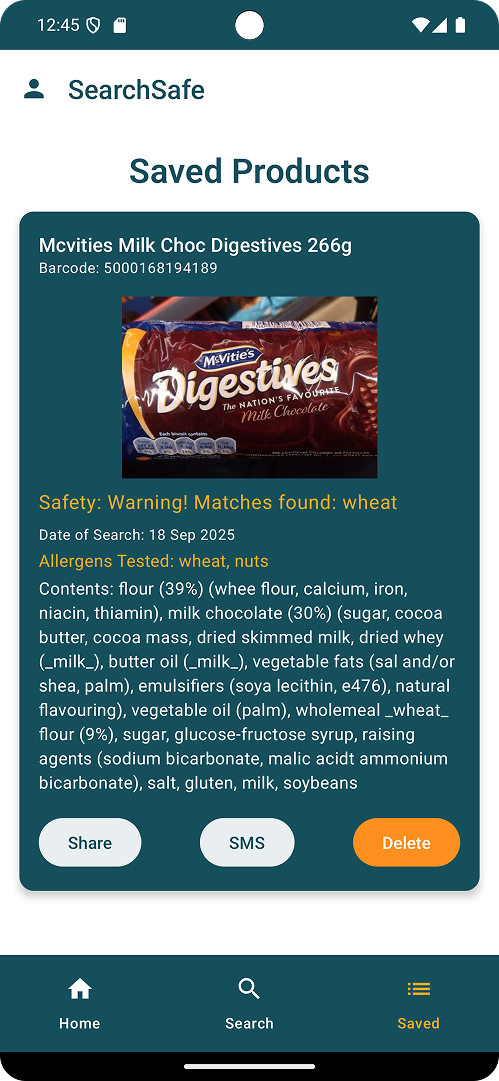 12:45
SearchSafe
Saved Products
Mcvities Milk Choc Digestives 266g
Barcode: 5000168194189
McVitie's
Digestives
The NATION'S FAVOURITE
Milk Chocolate
Each biscuit contains
Safety: Warning! Matches found: wheat
Date of Search: 18 Sep 2025
Allergens Tested: wheat, nuts
Contents: flour (39%) (whee flour, calcium, iron,
niacin, thiamin), milk chocolate (30%) (sugar, cocoa
butter, cocoa mass, dried skimmed milk, dried whey
(_milk_), butter oil (_milk_), vegetable fats (sal and/or
shea, palm), emulsifiers (soya lecithin, e476), natural
flavouring), vegetable oil (palm), wholemeal _wheat_
flour (9%), sugar, glucose-fructose syrup, raising
agents (sodium bicarbonate, malic acidt ammonium
bicarbonate), salt, gluten, milk, soybeans
Share SMS Delete
Home Search Saved